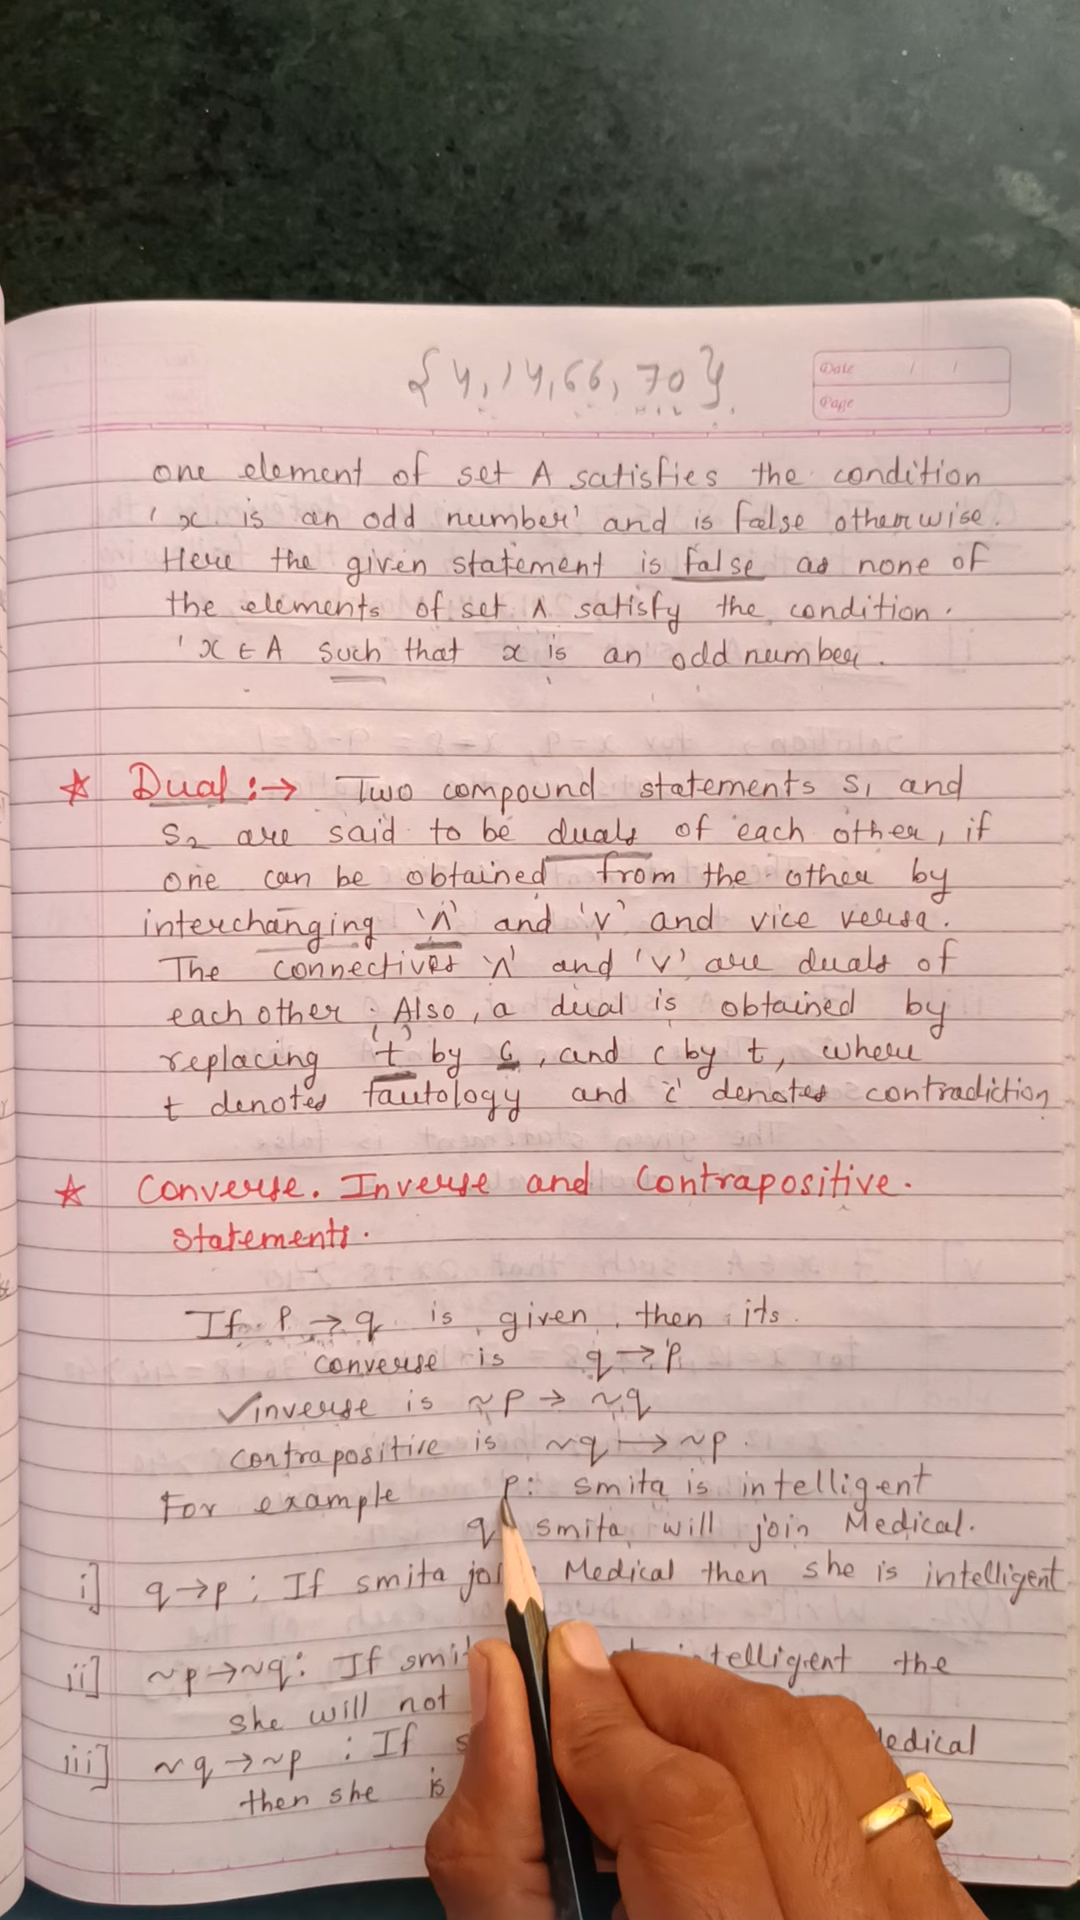 {4,14,66,70}
Date / /
Page
one element of set A satisfies the condition
'x is an odd number' and is false otherwise.
Here the given statement is false as none of
the elements of set A satisfy the condition.
'x ∈ A such that x is an odd number.
☆ Dual :→ Two compound statements S₁ and
S₂ are said to be duals of each other, if
one can be obtained from the other by
interchanging '∧' and '∨' and vice versa.
The connectives '∧' and '∨' are duals of
each other. Also, a dual is obtained by
replacing 't' by c, and c by t, where
t denotes tautology and 'c' denotes contradiction
☆ Converse. Inverse and Contrapositive.
statements.
If p → q is given, then its
converse is q → p
✓inverse is ~p → ~q
contrapositive is ~q → ~p.
For example p: smita is intelligent
q smita will join Medical.
i] q→p : If smita Medical then she is intelligent
ii] ~p→~q: If the
she will not
iii] ~q→~p : If Medical
then she is